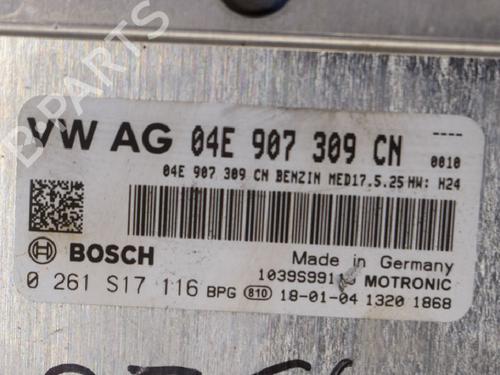 B-PARTS
----
VW AG 04E 907 309 CN 0010
04E 907 309 CN BENZIN MED17.5.25 HW: H24
BOSCH
Made in Germany
MOTRONIC
0 261 S17 116 BPG 810 18-01-04 1320 1868